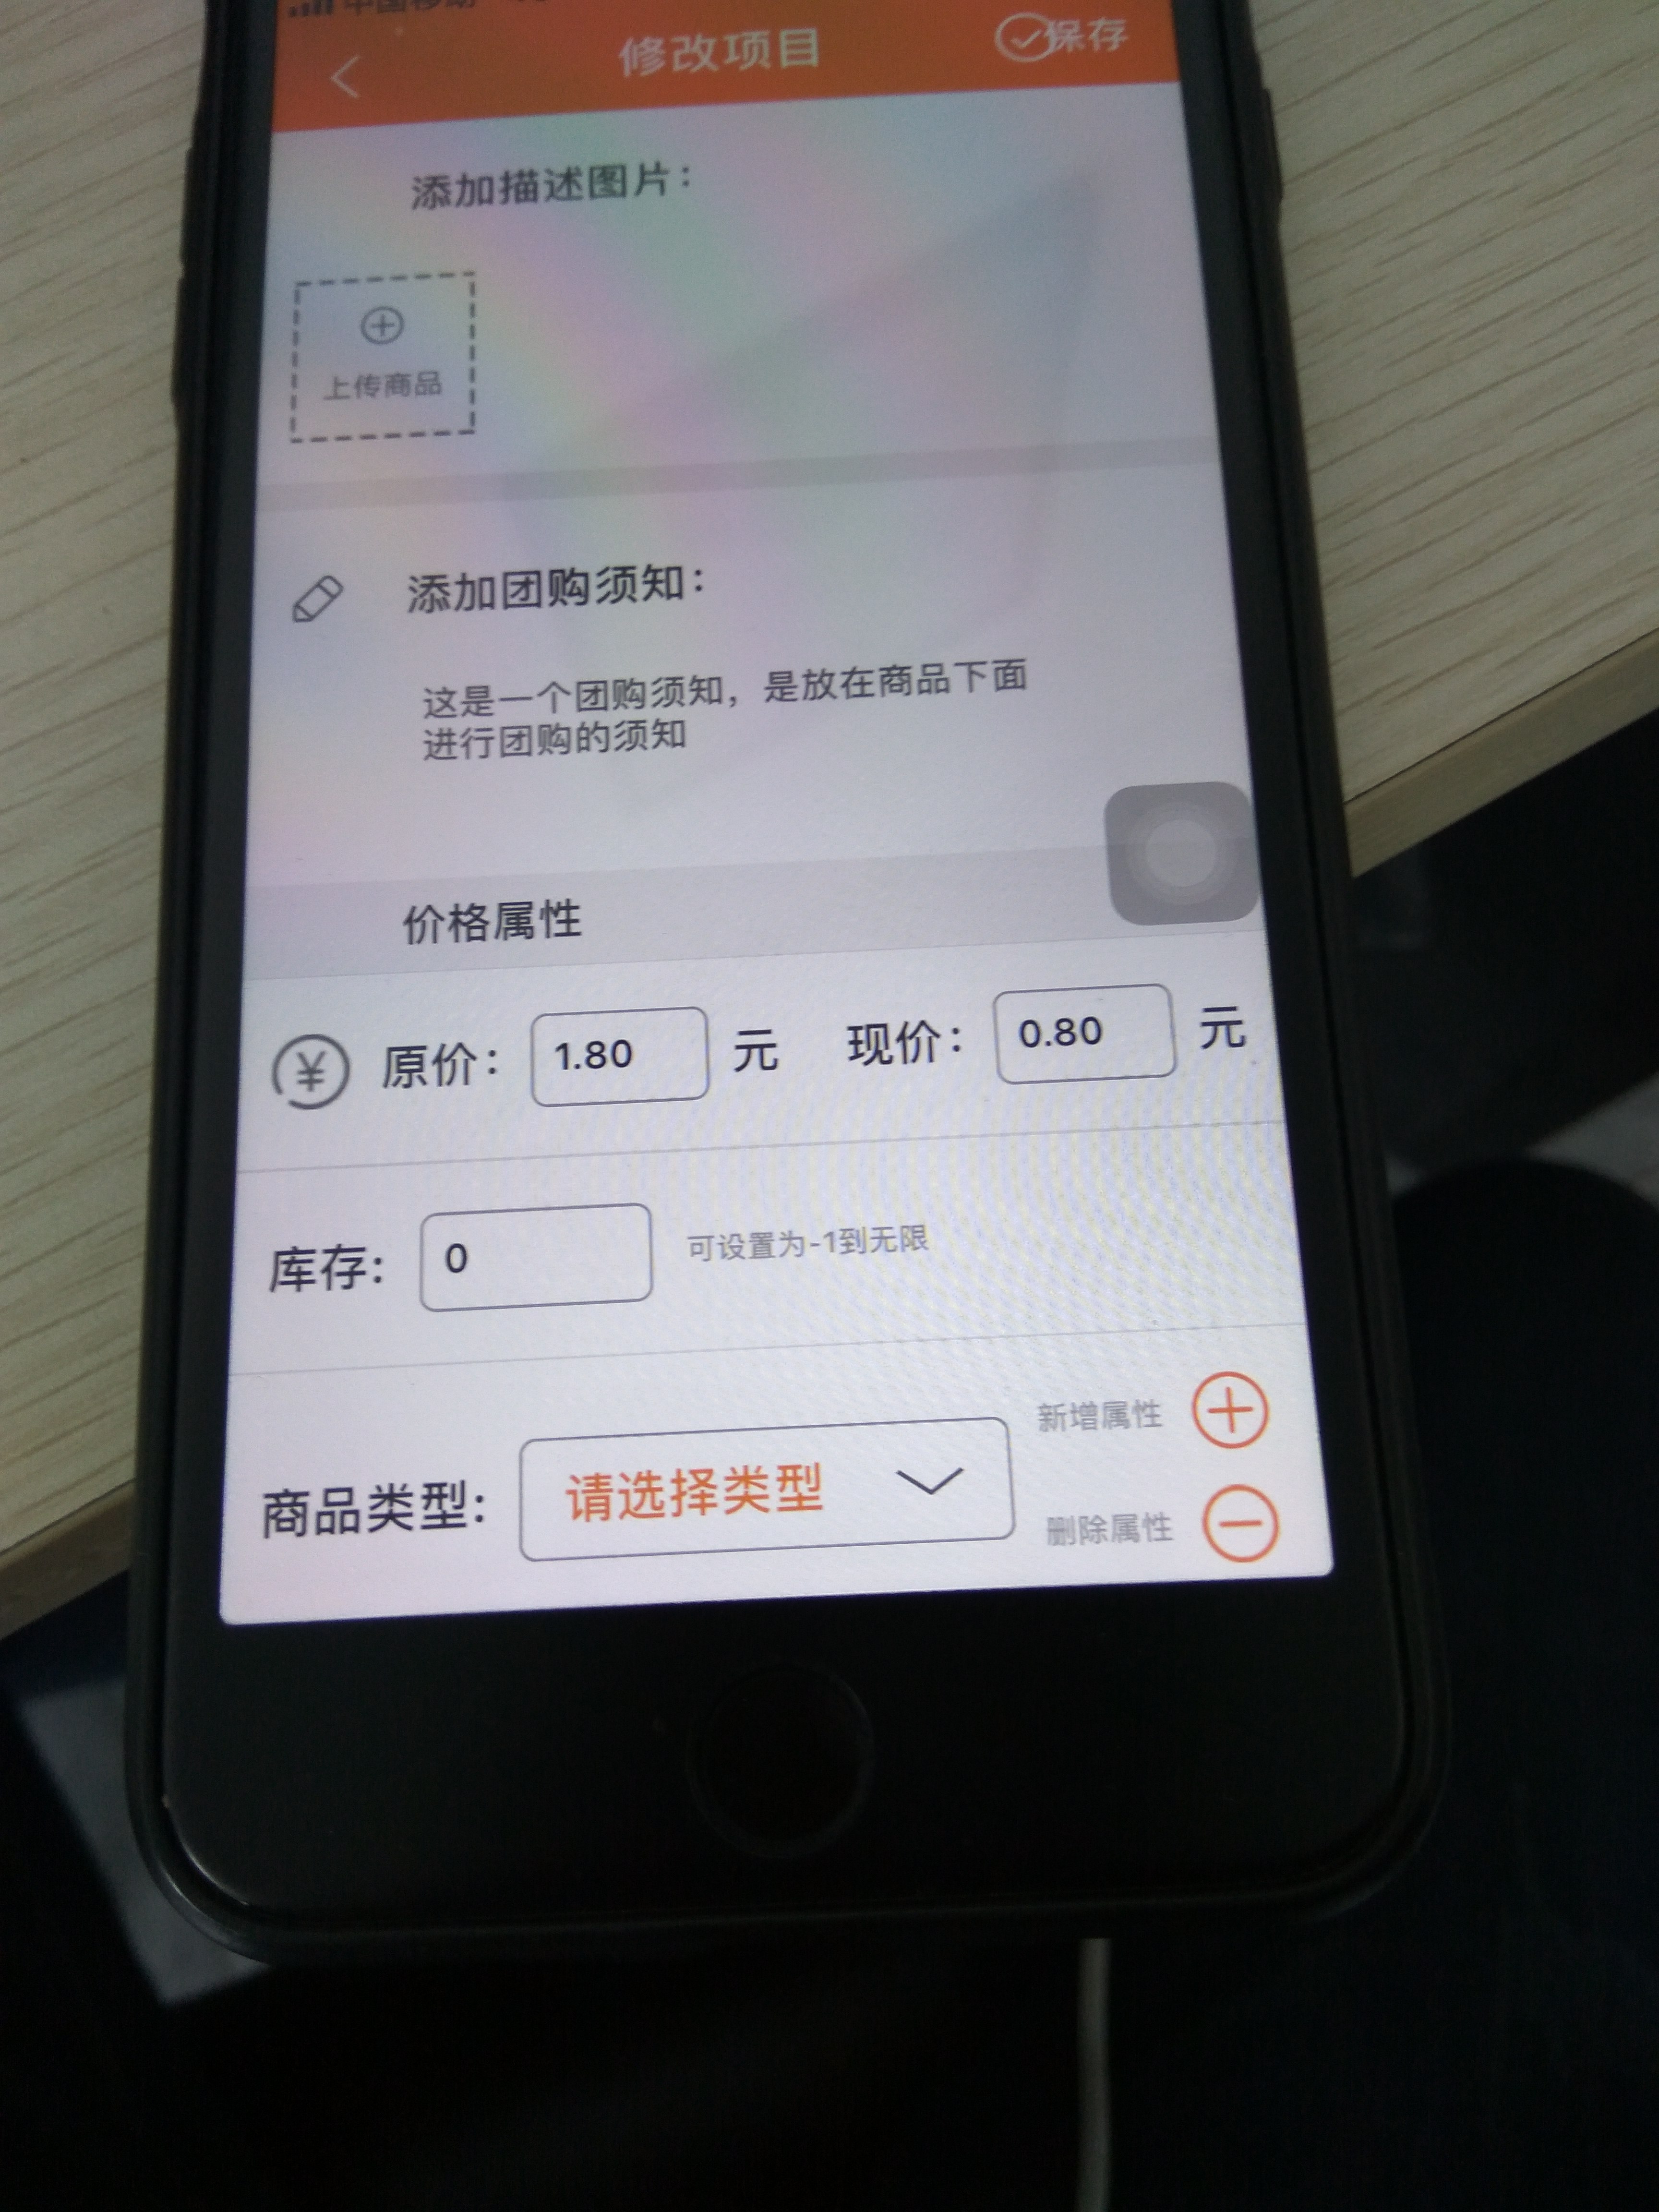 中国移动
修改项目
保存
添加描述图片：
上传商品
添加团购须知：
这是一个团购须知，是放在商品下面
进行团购的须知
价格属性
¥ 原价： 1.80 元 现价： 0.80 元
库存: 0 可设置为-1到无限
新增属性
商品类型: 请选择类型
删除属性